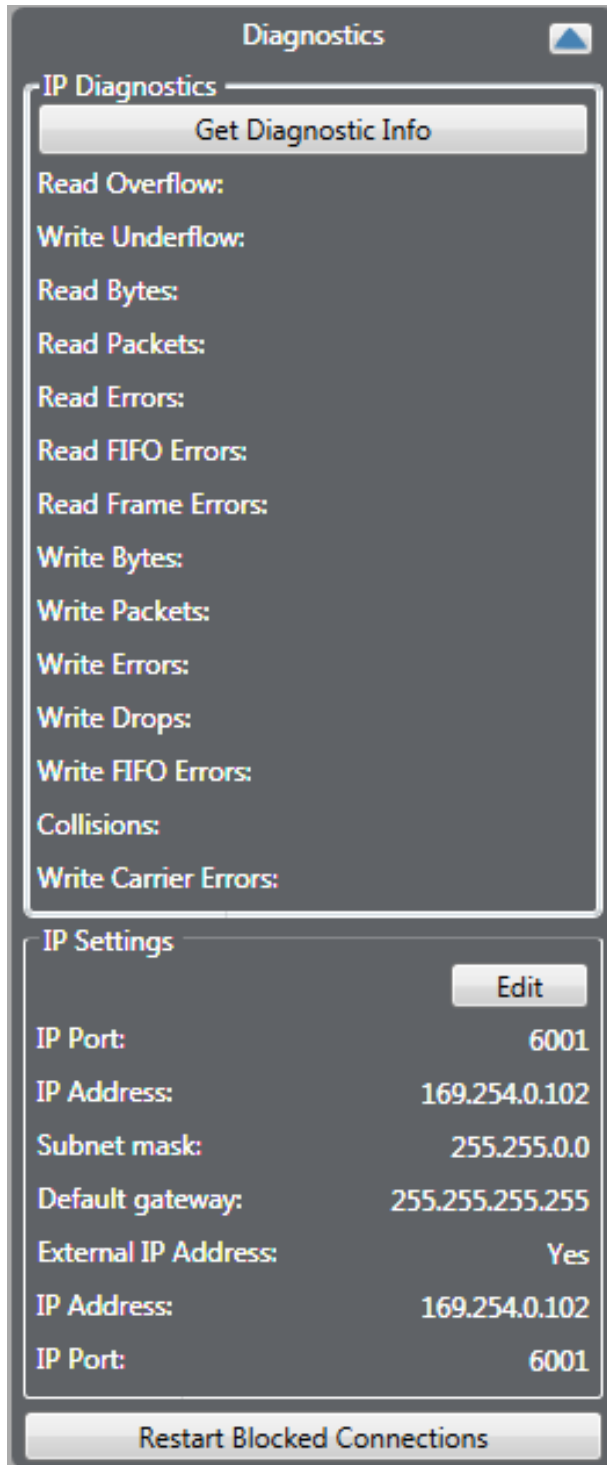 Diagnostics
IP Diagnostics
Get Diagnostic Info
Read Overflow:
Write Underflow:
Read Bytes:
Read Packets:
Read Errors:
Read FIFO Errors:
Read Frame Errors:
Write Bytes:
Write Packets:
Write Errors:
Write Drops:
Write FIFO Errors:
Collisions:
Write Carrier Errors:
IP Settings
Edit
IP Port: 6001
IP Address: 169.254.0.102
Subnet mask: 255.255.0.0
Default gateway: 255.255.255.255
External IP Address: Yes
IP Address: 169.254.0.102
IP Port: 6001
Restart Blocked Connections